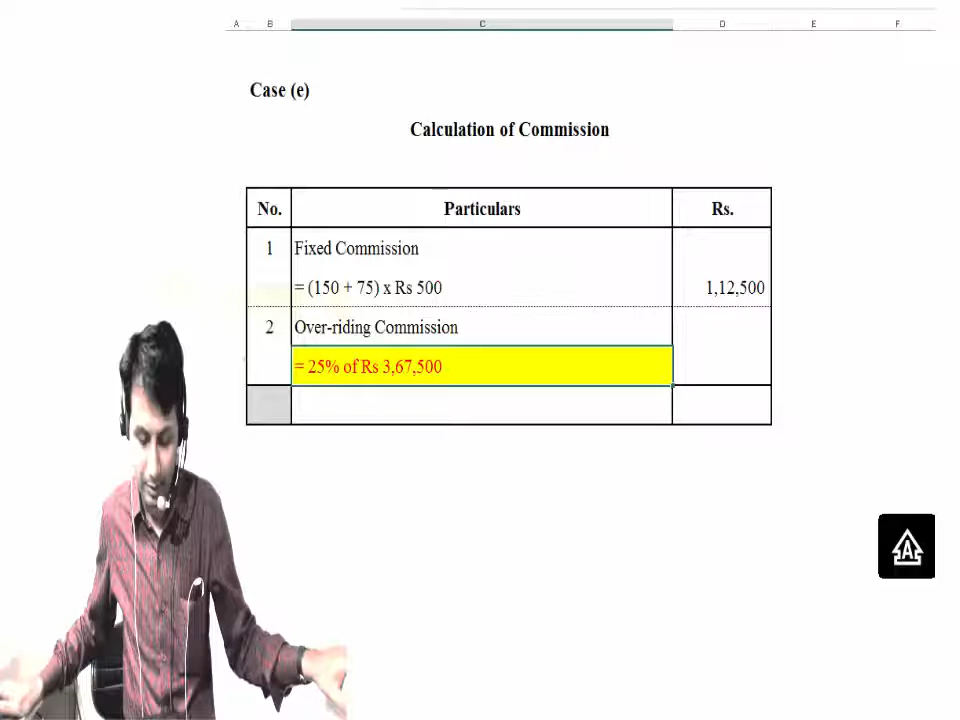 A B C D E F
Case (e)
Calculation of Commission
No. Particulars Rs.
1 Fixed Commission
= (150 + 75) x Rs 500 1,12,500
2 Over-riding Commission
= 25% of Rs 3,67,500
A